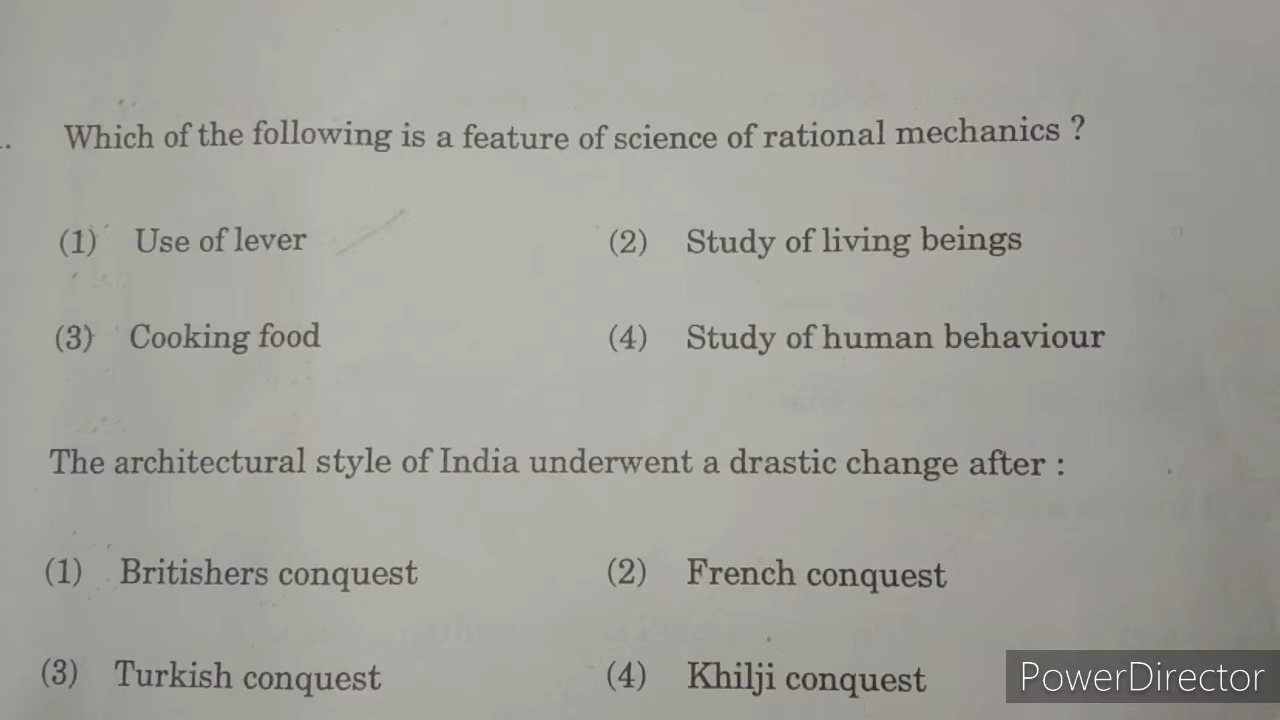 Which of the following is a feature of science of rational mechanics ?
(1) Use of lever (2) Study of living beings
(3) Cooking food (4) Study of human behaviour
The architectural style of India underwent a drastic change after :
(1) Britishers conquest (2) French conquest
(3) Turkish conquest (4) Khilji conquest
PowerDirector